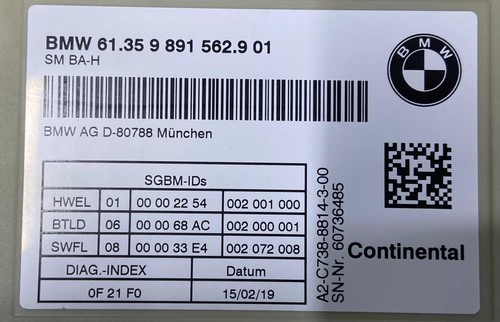 BMW 61.35 9 891 562.9 01
SM BA-H
BMW
BMW AG D-80788 München
SGBM-IDs
HWEL 01 00 00 22 54 002 001 000
BTLD 06 00 00 68 AC 002 000 001
SWFL 08 00 00 33 E4 002 072 008
DIAG.-INDEX Datum
0F 21 F0 15/02/19
A2-C738-8814-3-00
SN-Nr. 60736485
Continental